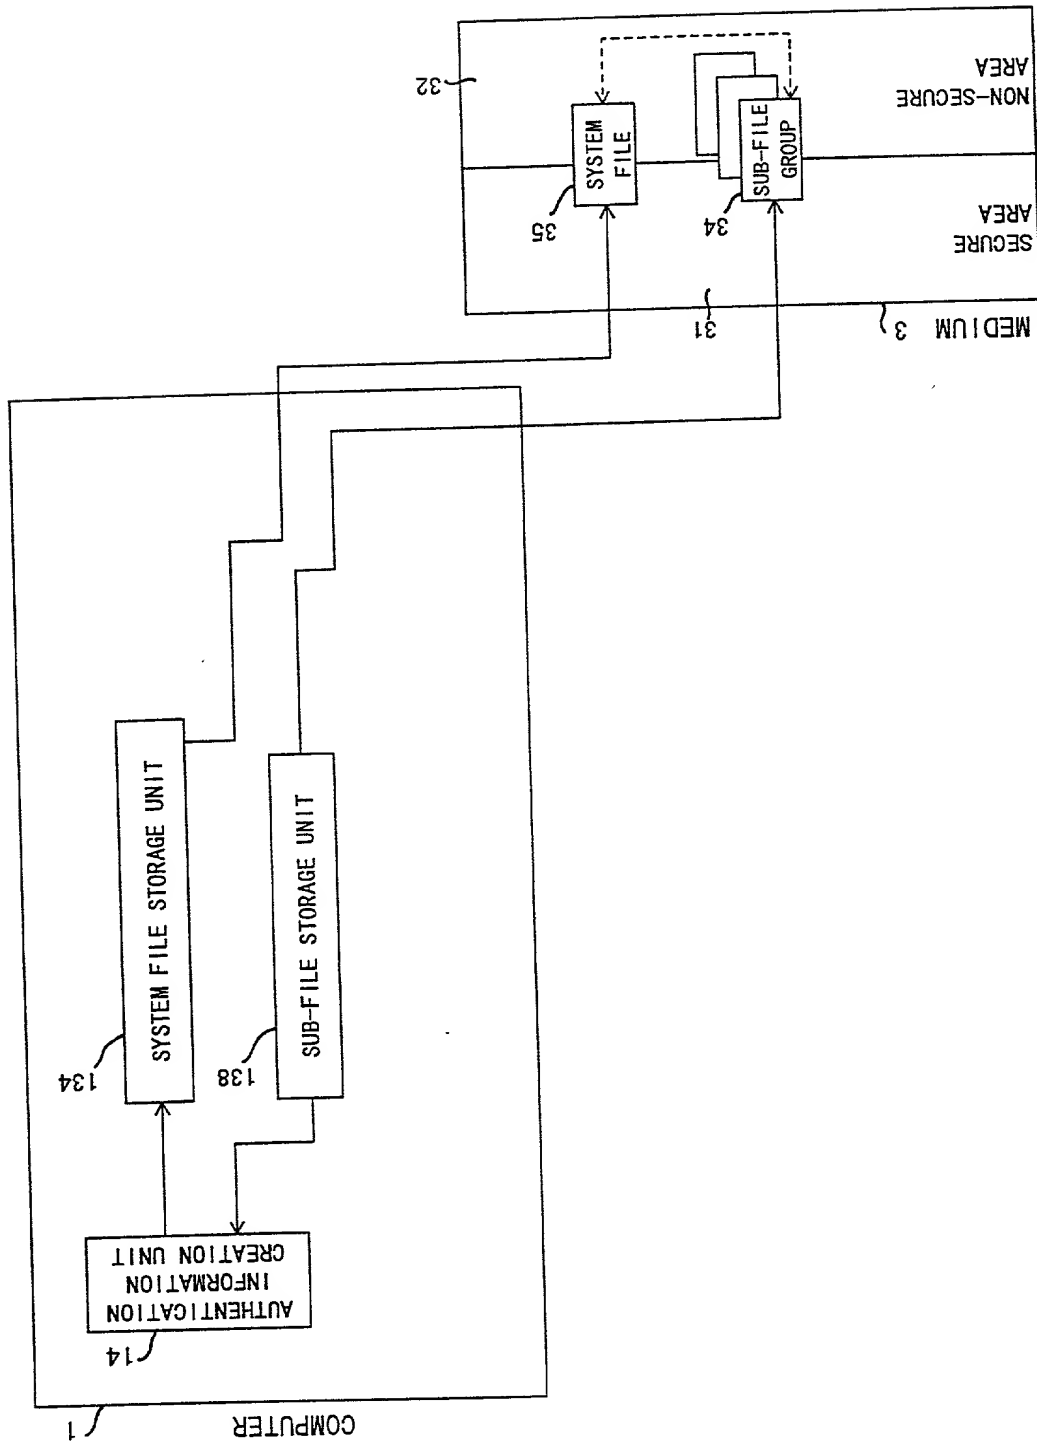 COMPUTER
1
14
AUTHENTICATION
INFORMATION
CREATION UNIT
134
SYSTEM FILE STORAGE UNIT
138
SUB-FILE STORAGE UNIT
MEDIUM
3
31
SECURE
AREA
34
SUB-FILE
GROUP
35
SYSTEM
FILE
32
NON-SECURE
AREA